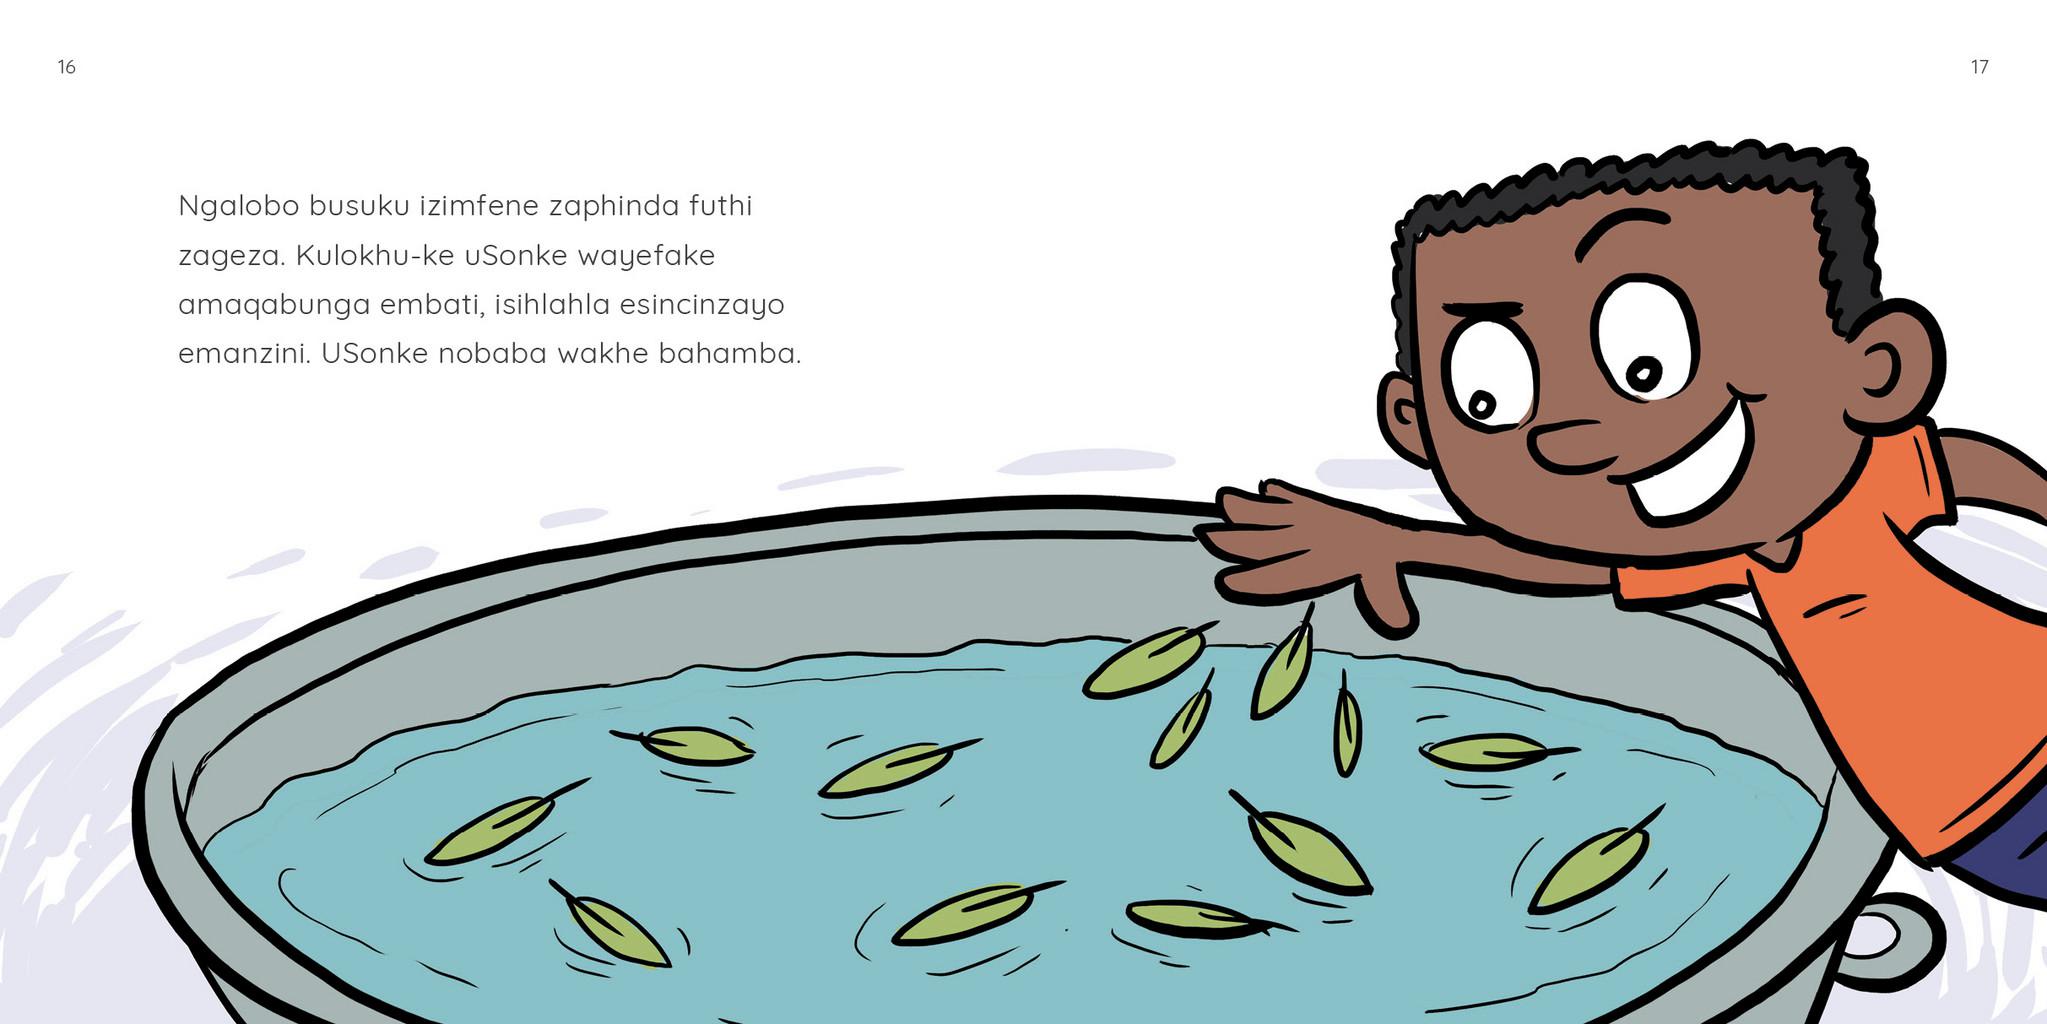 16
17
Ngalobo busuku izimfene zaphinda futhi
zageza. Kulokhu-ke uSonke wayefake
amaqabunga embati, isihlahla esincinzayo
emanzini. USonke nobaba wakhe bahamba.